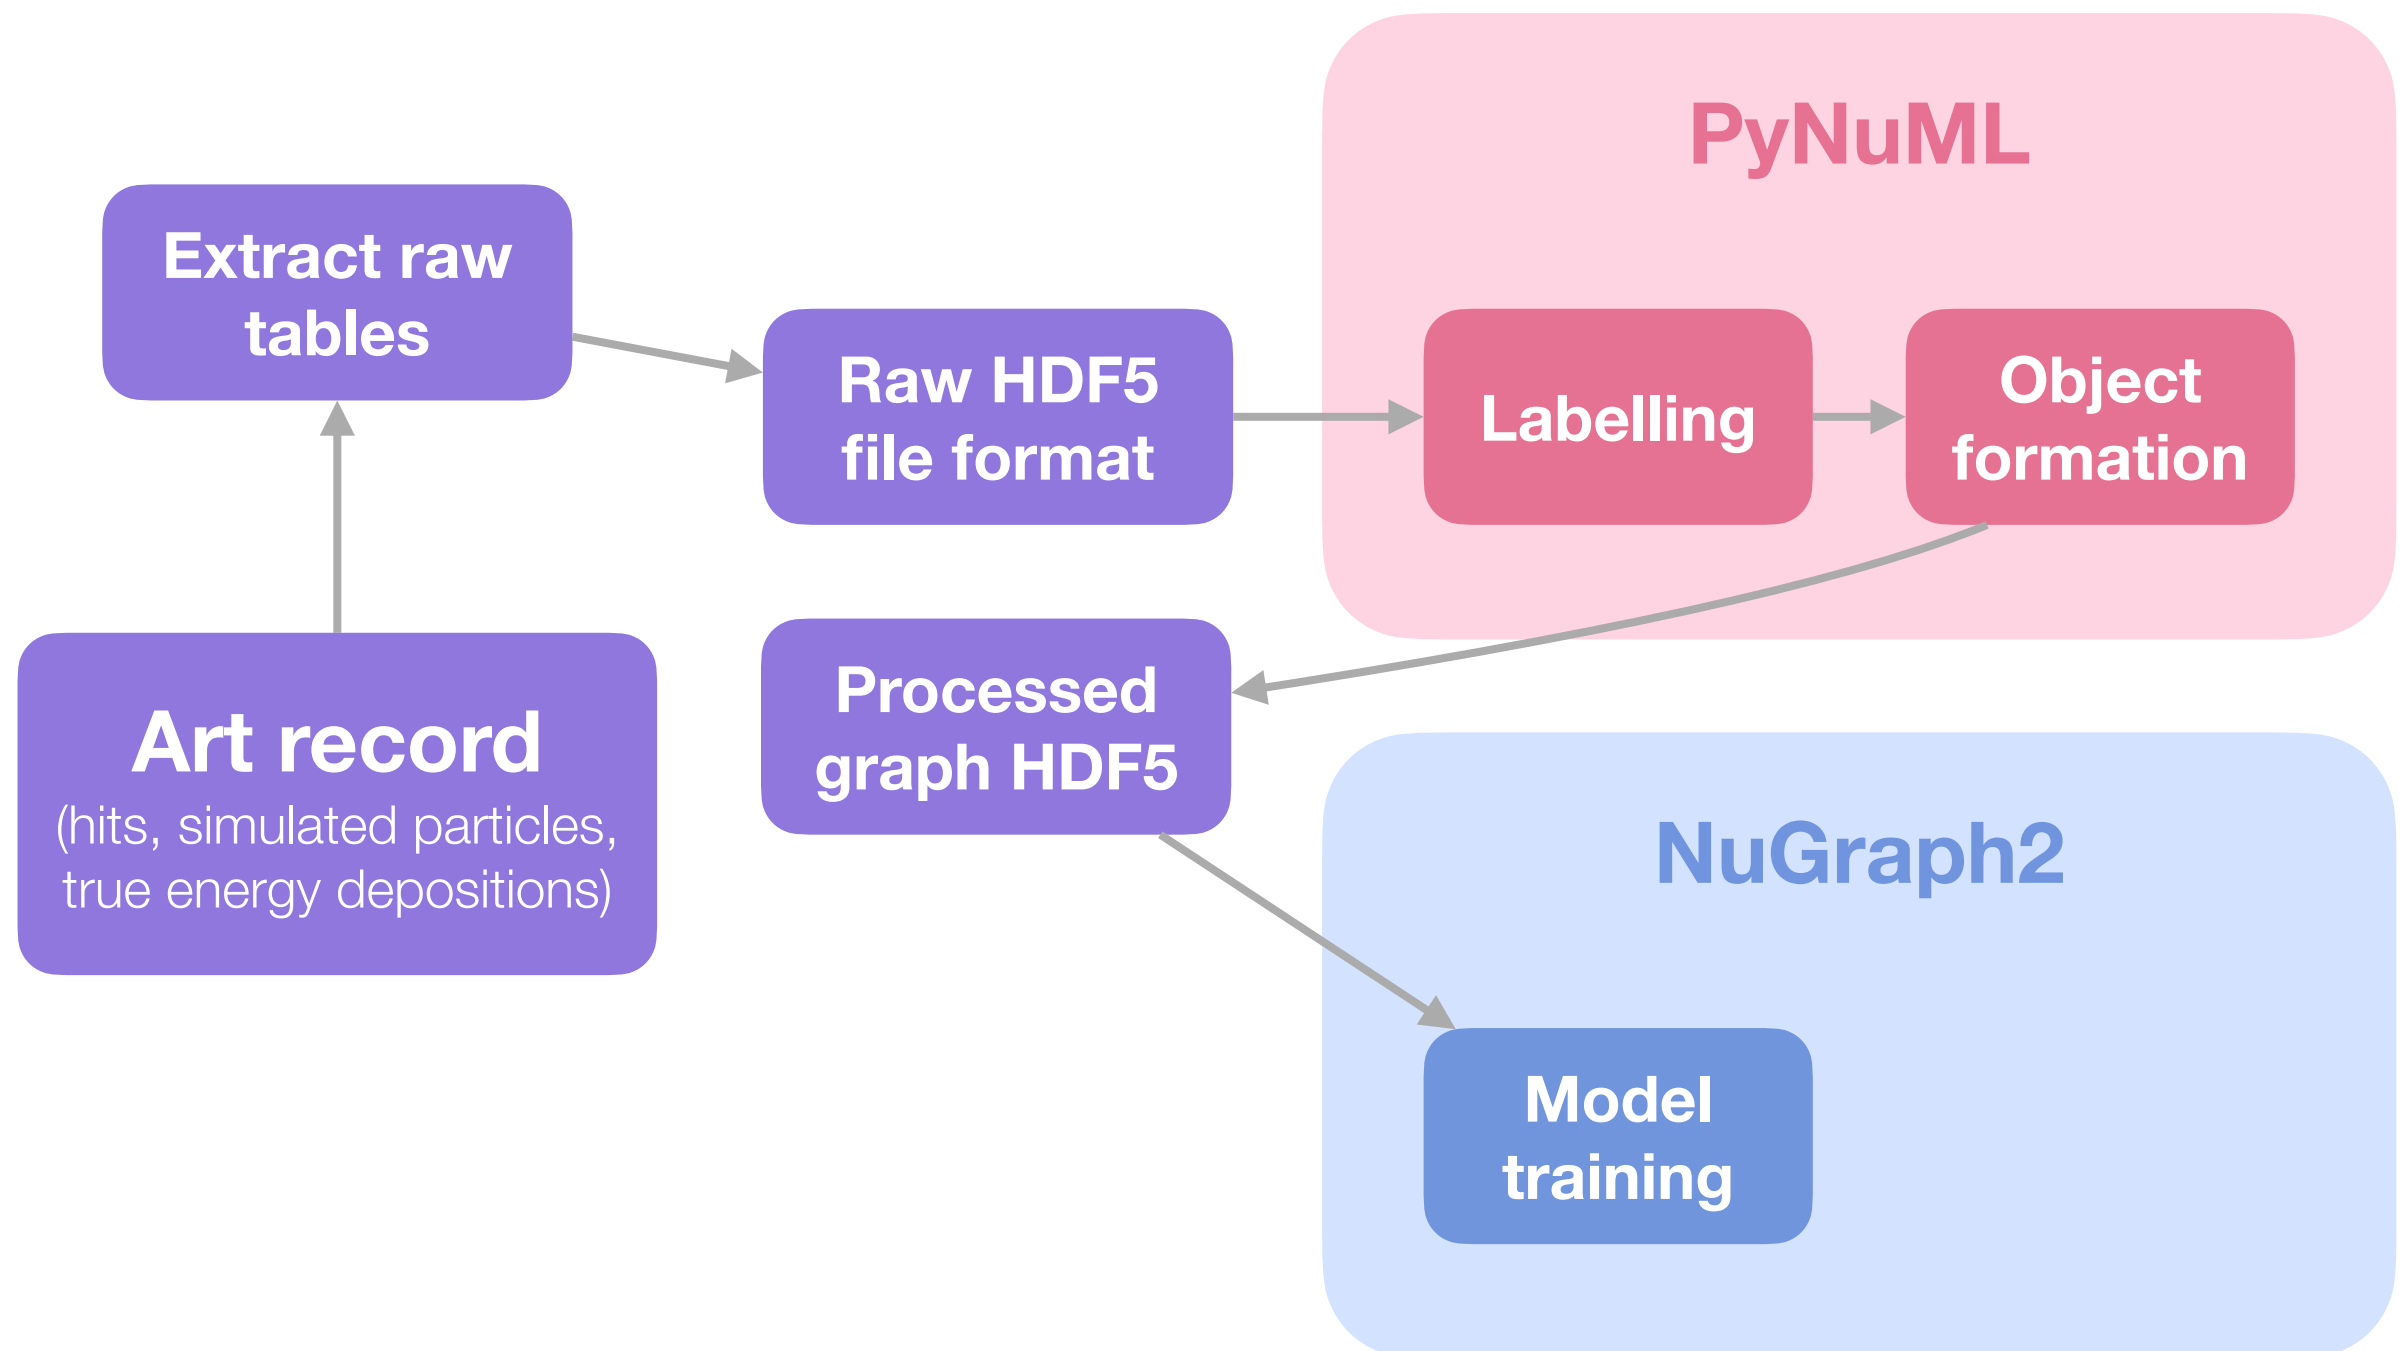 PyNuML
Extract raw
tables
Raw HDF5
file format
Labelling
Object
formation
Processed
graph HDF5
Art record
(hits, simulated particles,
true energy depositions)
NuGraph2
Model
training